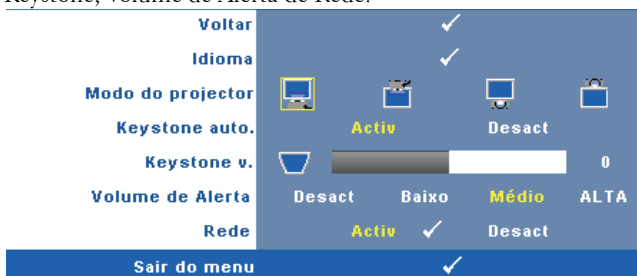 Keystone, Volume de Alerta de Rede.
Voltar
Idioma
Modo do projector
Keystone auto. Activ Desact
Keystone v. 0
Volume de Alerta Desact Baixo Médio ALTA
Rede Activ Desact
Sair do menu